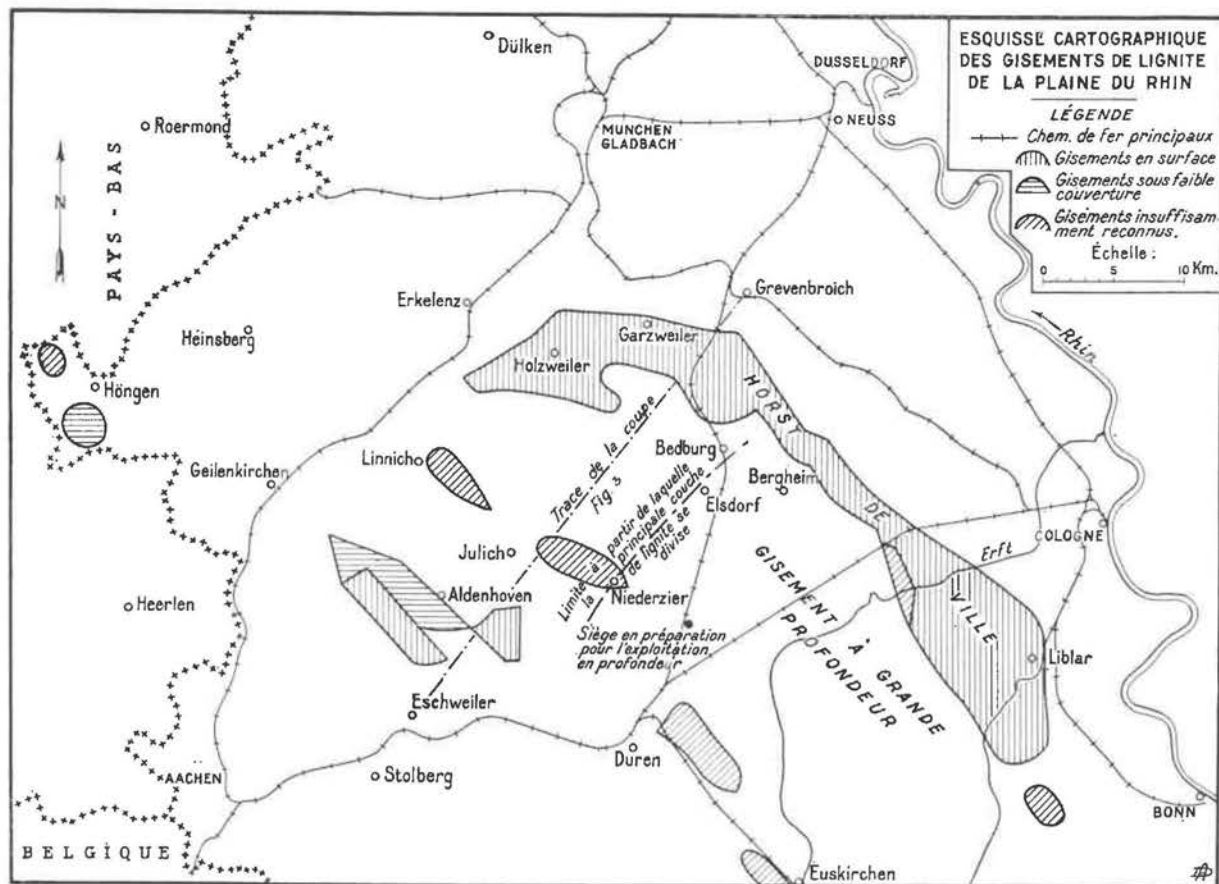 ESQUISSE CARTOGRAPHIQUE
DES GISEMENTS DE LIGNITE
DE LA PLAINE DU RHIN
LÉGENDE
Chem. de fer principaux
Gisements en surface
Gisements sous faible
couverture
Gisements insuffisam-
ment reconnus.
Échelle :
0 5 10 Km.
Dülken
DUSSELDORF
Roermond
MUNCHEN
GLADBACH
NEUSS
N
PAYS-BAS
Erkelenz
Grevenbroich
Rhin
Heinsberg
Garzweiler
Holzweiler
Höngen
HORST
DE
VILLE
Trace de la coupe
Fig. 3
Bedburg
Linnich
Bergheim
Geilenkirchen
Elsdorf
Limite à partir de laquelle
la principale couche
de lignite se
divise
COLOGNE
Julich
Erft
Aldenhoven
Niederzier
Heerlen
GISEMENT
À GRANDE
PROFONDEUR
Siège en préparation
pour l'exploitation
en profondeur
Liblar
Eschweiler
Düren
AACHEN
Stolberg
BONN
BELGIQUE
Euskirchen